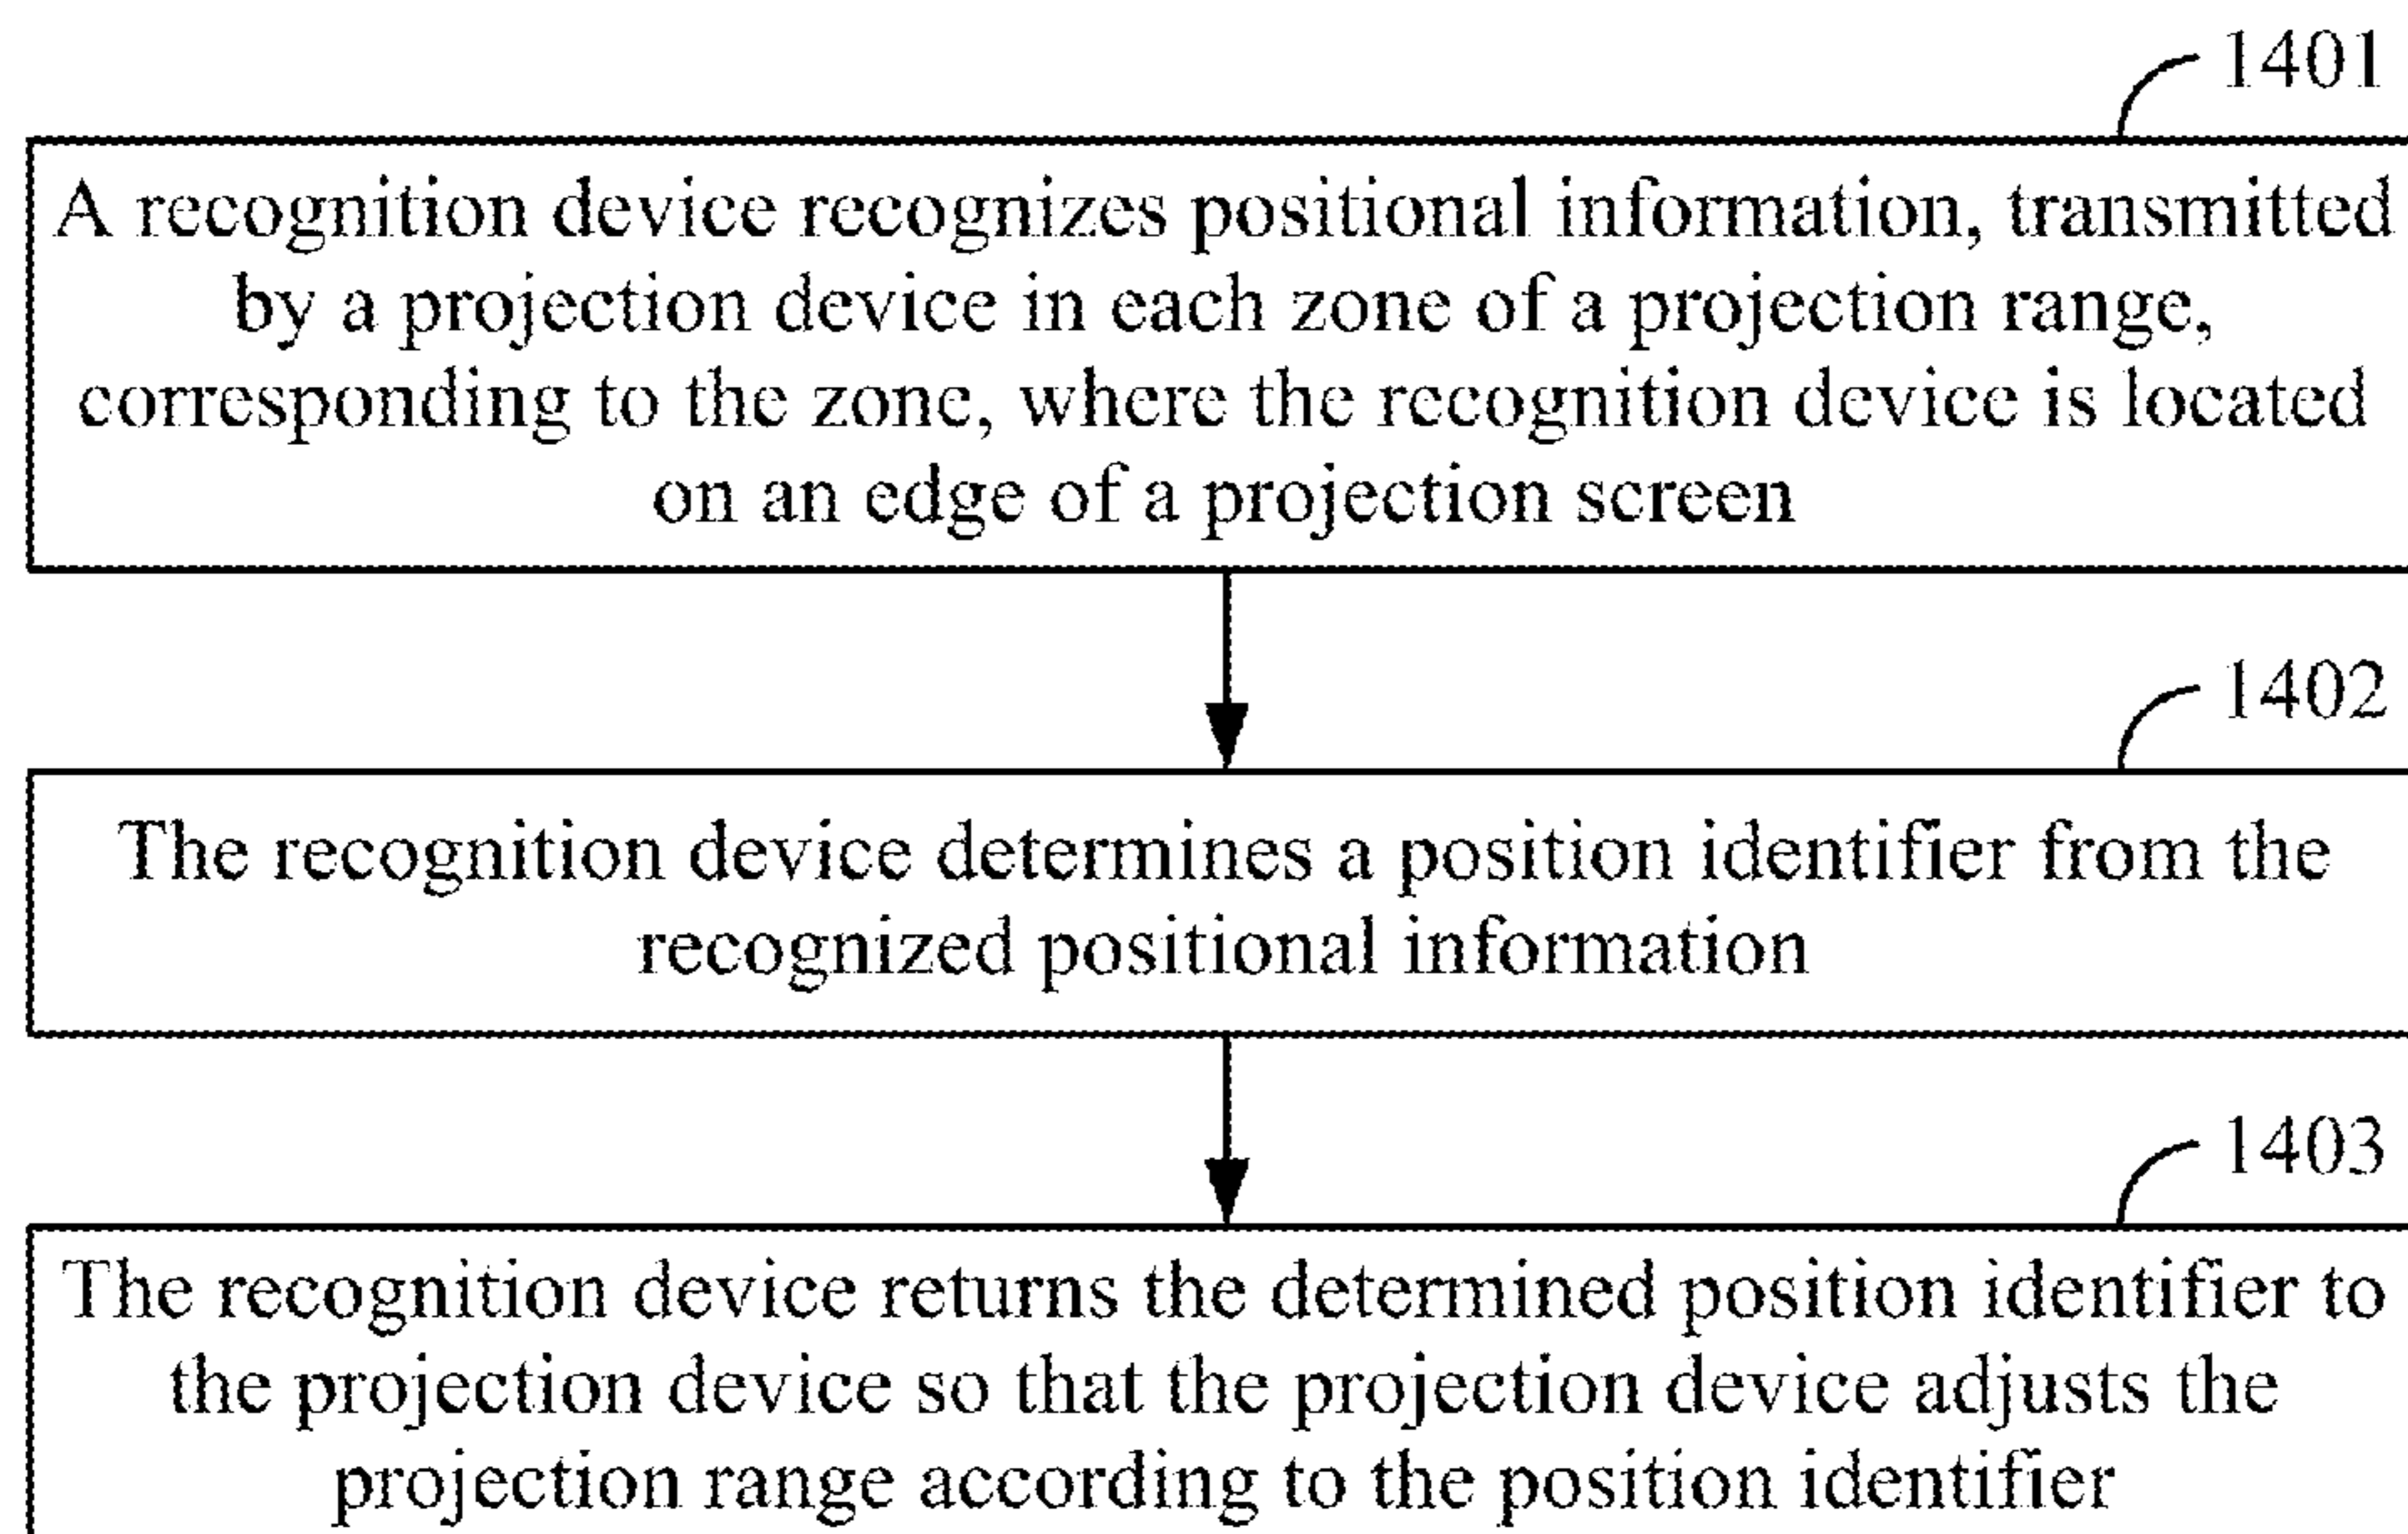 1401
A recognition device recognizes positional information, transmitted
by a projection device in each zone of a projection range,
corresponding to the zone, where the recognition device is located
on an edge of a projection screen
1402
The recognition device determines a position identifier from the
recognized positional information
1403
The recognition device returns the determined position identifier to
the projection device so that the projection device adjusts the
projection range according to the position identifier